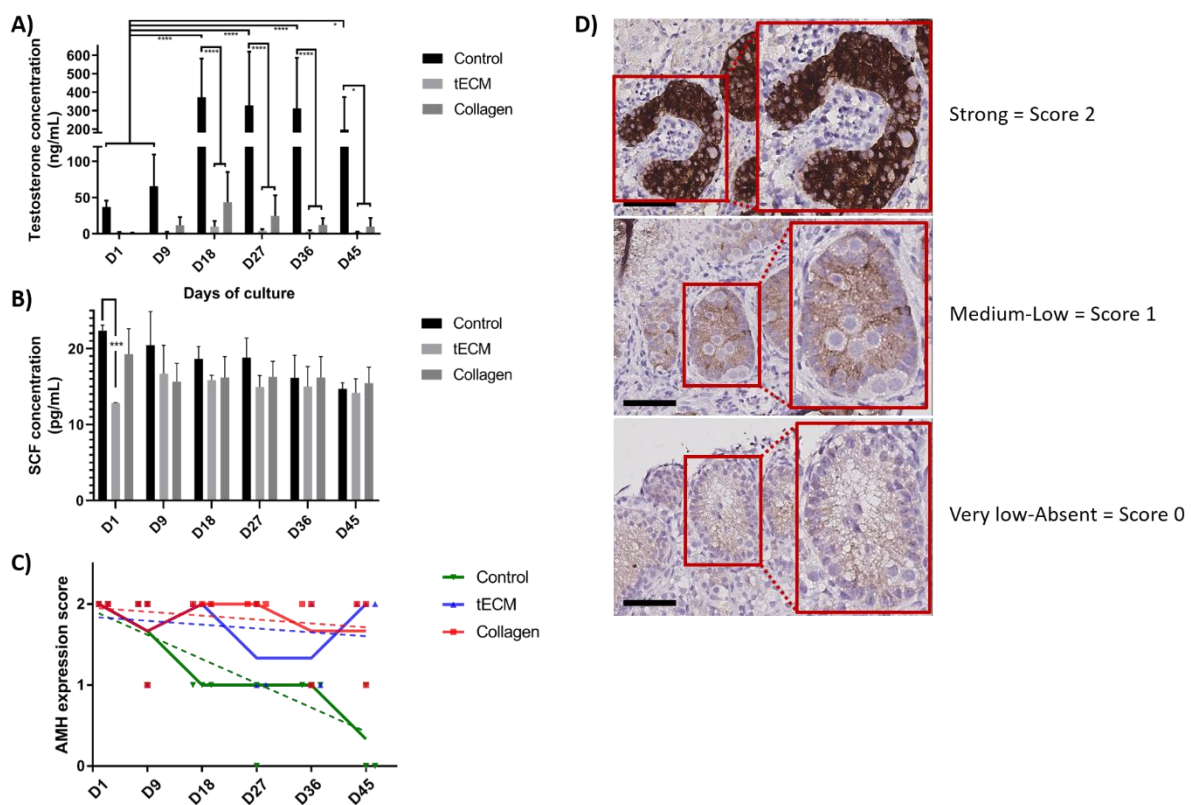 A)
Testosterone concentration
(ng/mL)
600
500
400
300
200
100
50
0
****
****
****
*
****
****
****
*
Control
tECM
Collagen
D1
D9
D18
D27
D36
D45
Days of culture
B)
SCF concentration
(pg/mL)
20
10
0
***
Control
tECM
Collagen
D1
D9
D18
D27
D36
D45
C)
AMH expression score
2
1
0
Control
tECM
Collagen
D1
D9
D18
D27
D36
D45
D)
Strong = Score 2
Medium-Low = Score 1
Very low-Absent = Score 0